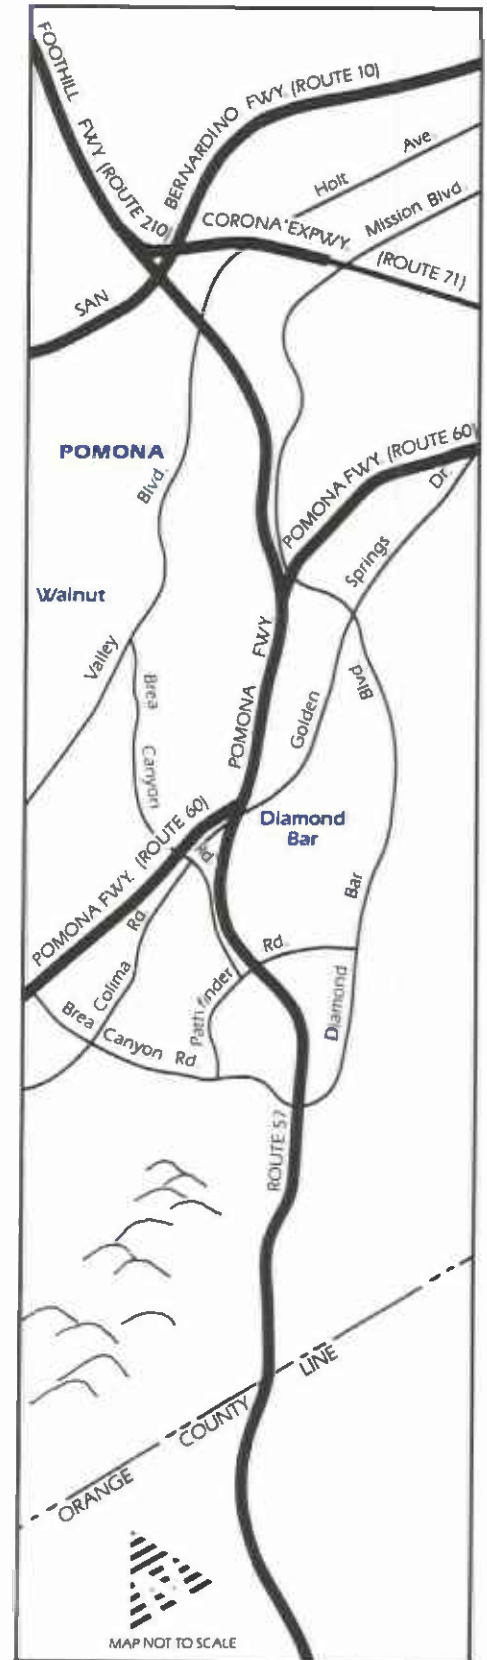 FOOTHILL FWY. (ROUTE 210)
SAN BERNARDINO FWY. (ROUTE 10)
Holt Ave.
Mission Blvd.
CORONA EXPWY. (ROUTE 71)
POMONA
Valley Blvd.
POMONA FWY. (ROUTE 60)
Golden Springs Dr.
Walnut
POMONA FWY
Diamond Bar Blvd
Brea Canyon Rd
Diamond
Bar
POMONA FWY. (ROUTE 60)
Colima Rd.
Pathfinder Rd.
Brea Canyon Rd
ROUTE 57
ORANGE COUNTY LINE
MAP NOT TO SCALE